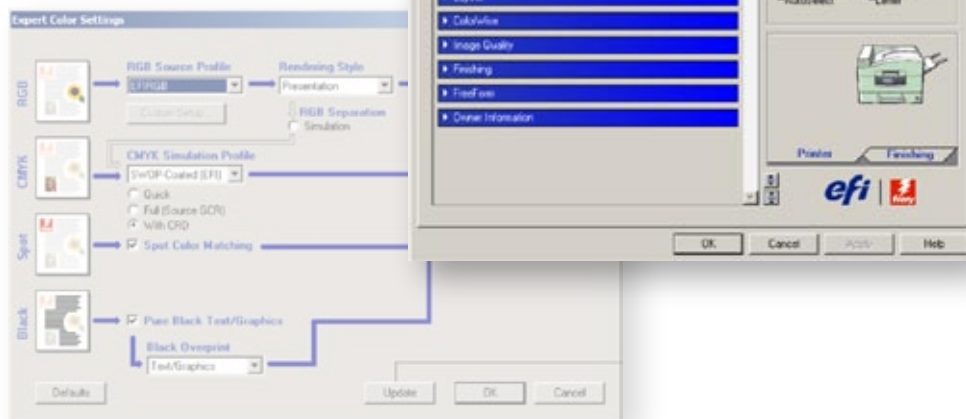 Expert Color Settings
RGB
RGB Source Profile
EFIRGB
Custom Setup
Rendering Style
Presentation
RGB Separation
Simulation
CMYK
CMYK Simulation Profile
SWOP-Coated (EFI)
Quick
Full (Source GCR)
With CRD
Spot
Spot Color Matching
Black
Pure Black Text/Graphics
Black Overprint
Text/Graphics
Defaults
Update
OK
Cancel
ColorWise
Image Quality
Finishing
FreeForm
Owner Information
Printer
Finishing
efi
fiery
OK
Cancel
Apply
Help